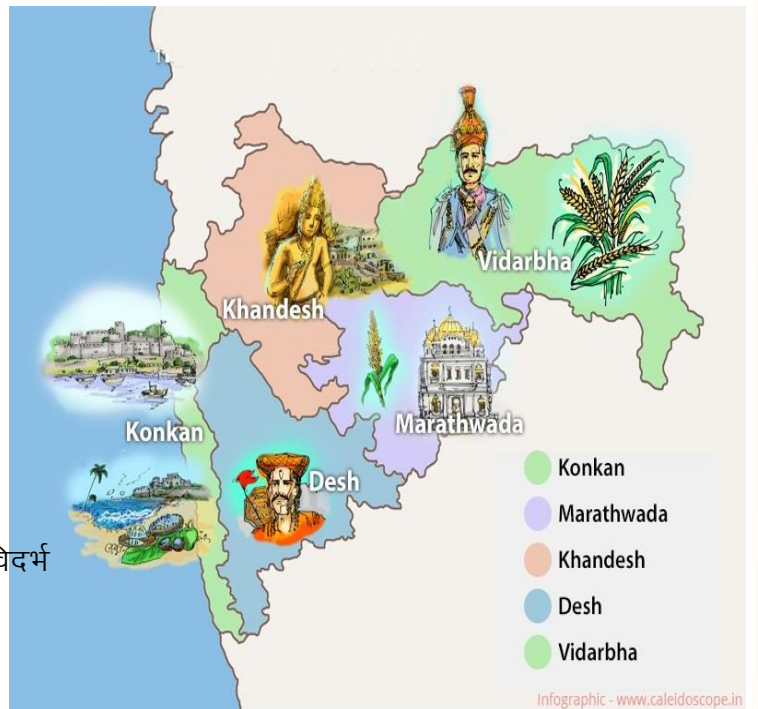 Vidarbha
Khandesh
Marathwada
Konkan
Desh
विदर्भ
Konkan
Marathwada
Khandesh
Desh
Vidarbha
Infographic - www.caleidoscope.in